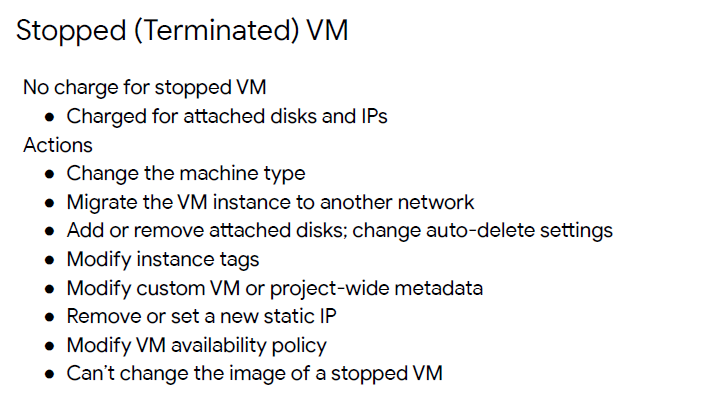 Stopped (Terminated) VM
No charge for stopped VM
● Charged for attached disks and IPs
Actions
● Change the machine type
● Migrate the VM instance to another network
● Add or remove attached disks; change auto-delete settings
● Modify instance tags
● Modify custom VM or project-wide metadata
● Remove or set a new static IP
● Modify VM availability policy
● Can't change the image of a stopped VM